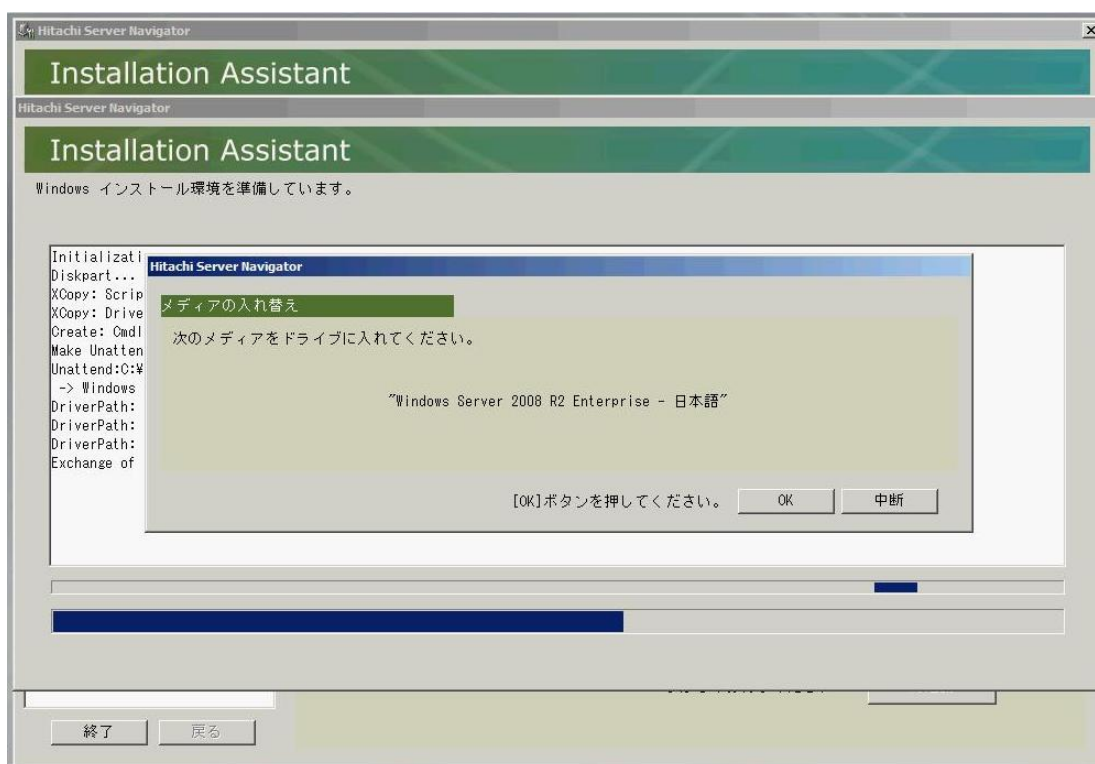 Hitachi Server Navigator
Installation Assistant
Hitachi Server Navigator
Installation Assistant
Windows インストール環境を準備しています。
Initializati
Diskpart...
XCopy: Scrip
XCopy: Drive
Create: Cmdl
Make Unatten
Unattend:C:¥
-> Windows
DriverPath:
DriverPath:
DriverPath:
Exchange of
Hitachi Server Navigator
メディアの入れ替え
次のメディアをドライブに入れてください。
"Windows Server 2008 R2 Enterprise - 日本語"
[OK]ボタンを押してください。 OK 中断
終了 戻る